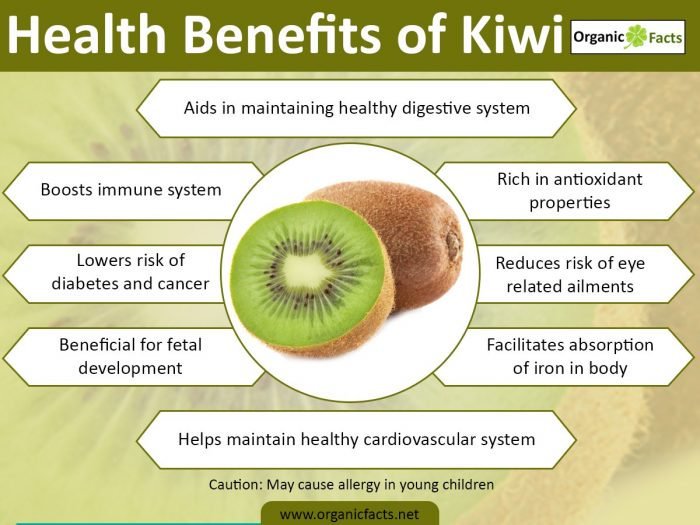 Health Benefits of Kiwi
Organic Facts
Aids in maintaining healthy digestive system
Boosts immune system
Rich in antioxidant
properties
Lowers risk of
diabetes and cancer
Reduces risk of eye
related ailments
Beneficial for fetal
development
Facilitates absorption
of iron in body
Helps maintain healthy cardiovascular system
Caution: May cause allergy in young children
www.organicfacts.net